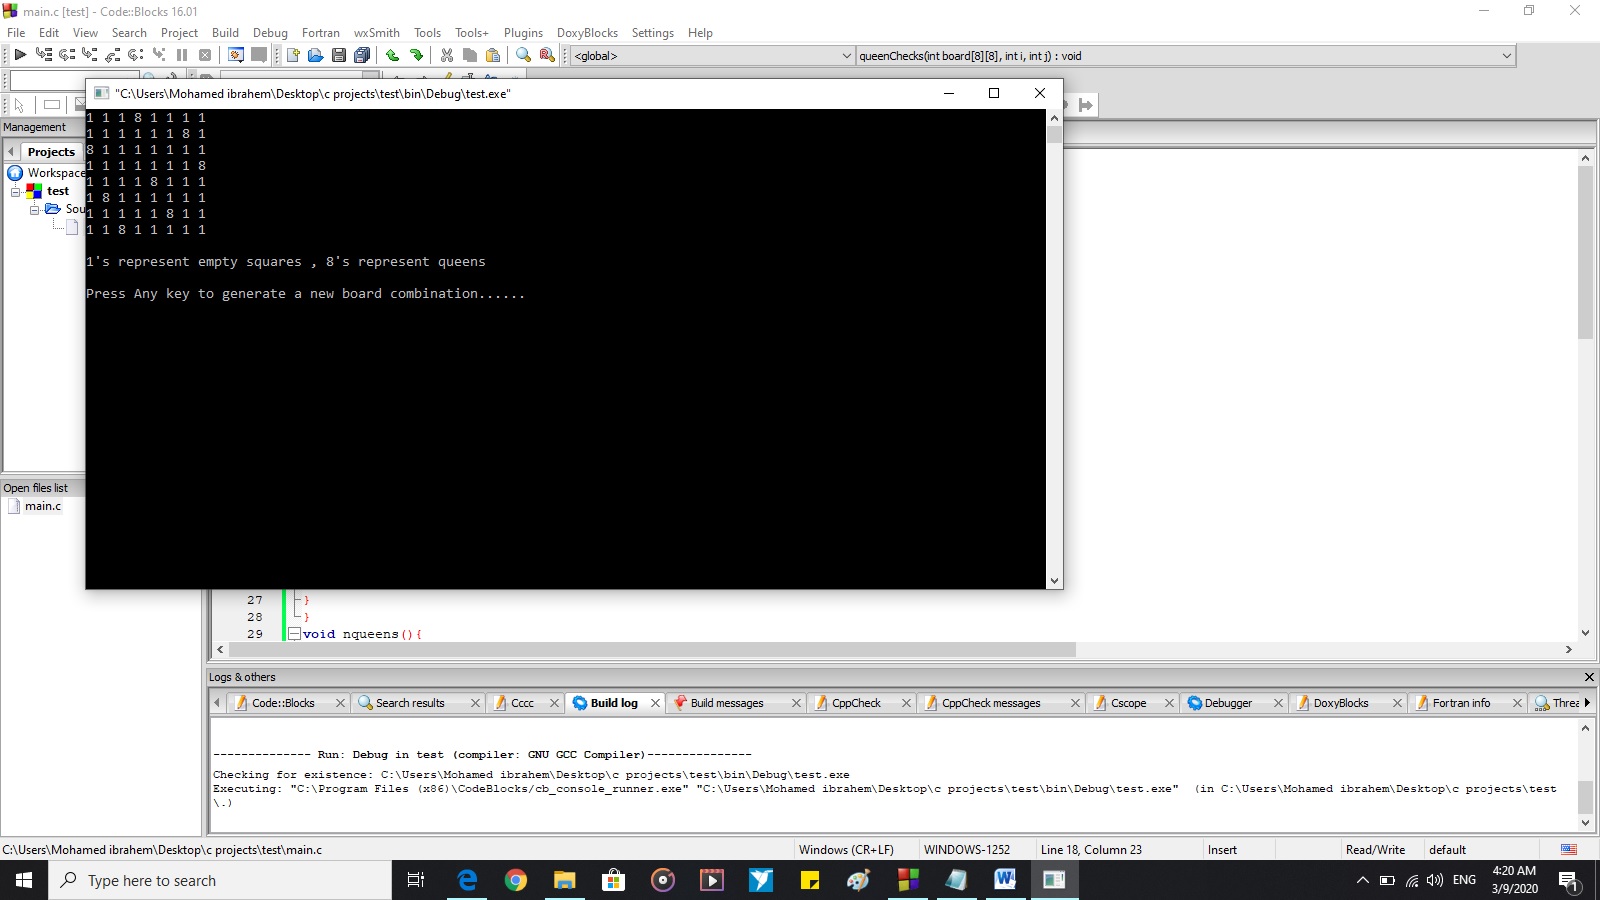 main.c [test] - Code::Blocks 16.01
File Edit View Search Project Build Debug Fortran wxSmith Tools Tools+ Plugins DoxyBlocks Settings Help
<global> queenChecks(int board[8][8], int i, int j) : void
"C:\Users\Mohamed ibrahem\Desktop\c projects\test\bin\Debug\test.exe"
1 1 1 8 1 1 1 1
1 1 1 1 1 1 8 1
8 1 1 1 1 1 1 1
1 1 1 1 1 1 1 8
1 1 1 1 8 1 1 1
1 8 1 1 1 1 1 1
1 1 1 1 1 8 1 1
1 1 8 1 1 1 1 1
1's represent empty squares , 8's represent queens
Press Any key to generate a new board combination......
Management
Projects
Workspace
test
Sou
Open files list
main.c
27 }
28 }
29 void nqueens(){
Logs & others
Code::Blocks Search results Cccc Build log Build messages CppCheck CppCheck messages Cscope Debugger DoxyBlocks Fortran info Threa
-------------- Run: Debug in test (compiler: GNU GCC Compiler)---------------
Checking for existence: C:\Users\Mohamed ibrahem\Desktop\c projects\test\bin\Debug\test.exe
Executing: "C:\Program Files (x86)\CodeBlocks/cb_console_runner.exe" "C:\Users\Mohamed ibrahem\Desktop\c projects\test\bin\Debug\test.exe"  (in C:\Users\Mohamed ibrahem\Desktop\c projects\test
\.)
C:\Users\Mohamed ibrahem\Desktop\c projects\test\main.c Windows (CR+LF) WINDOWS-1252 Line 18, Column 23 Insert Read/Write default
Type here to search
ENG
4:20 AM
3/9/2020
1